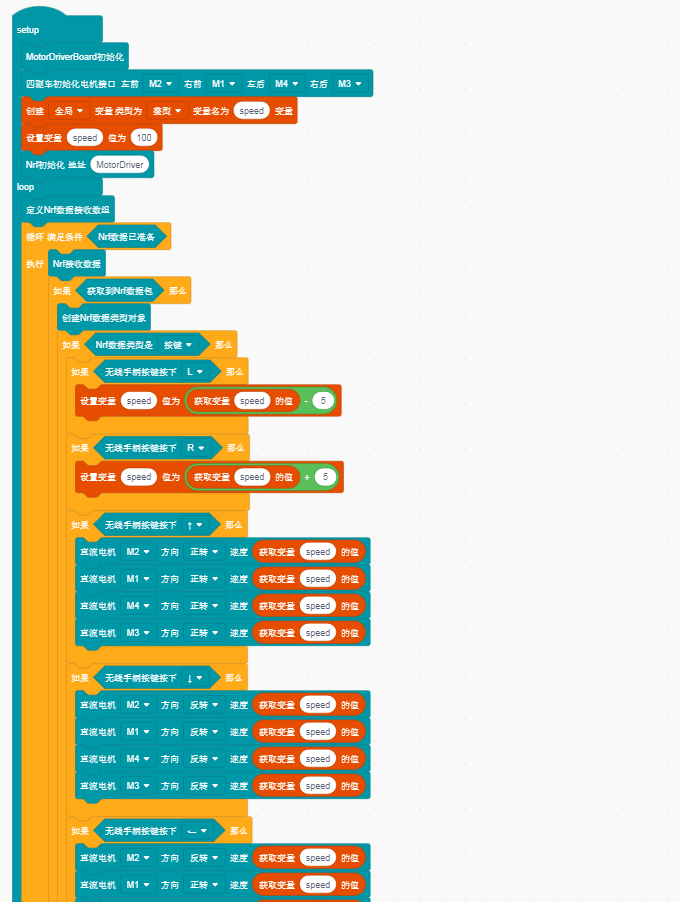 setup
MotorDriverBoard初始化
四驱车初始化电机接口 左前 M2 右前 M1 左后 M4 右后 M3
创建 全局 变量 类型为 整型 变量名为 speed 变量
设置变量 speed 值为 100
Nrf初始化 地址 MotorDriver
loop
定义Nrf数据接收数组
循环 满足条件 Nrf数据已准备
执行 Nrf接收数据
如果 获取到Nrf数据包 那么
创建Nrf数据类型对象
如果 Nrf数据类型是 按键 那么
如果 无线手柄按键按下 L 那么
设置变量 speed 值为 获取变量 speed 的值 - 5
如果 无线手柄按键按下 R 那么
设置变量 speed 值为 获取变量 speed 的值 + 5
如果 无线手柄按键按下 ↑ 那么
直流电机 M2 方向 正转 速度 获取变量 speed 的值
直流电机 M1 方向 正转 速度 获取变量 speed 的值
直流电机 M4 方向 正转 速度 获取变量 speed 的值
直流电机 M3 方向 正转 速度 获取变量 speed 的值
如果 无线手柄按键按下 ↓ 那么
直流电机 M2 方向 反转 速度 获取变量 speed 的值
直流电机 M1 方向 反转 速度 获取变量 speed 的值
直流电机 M4 方向 反转 速度 获取变量 speed 的值
直流电机 M3 方向 反转 速度 获取变量 speed 的值
如果 无线手柄按键按下 ← 那么
直流电机 M2 方向 反转 速度 获取变量 speed 的值
直流电机 M1 方向 正转 速度 获取变量 speed 的值